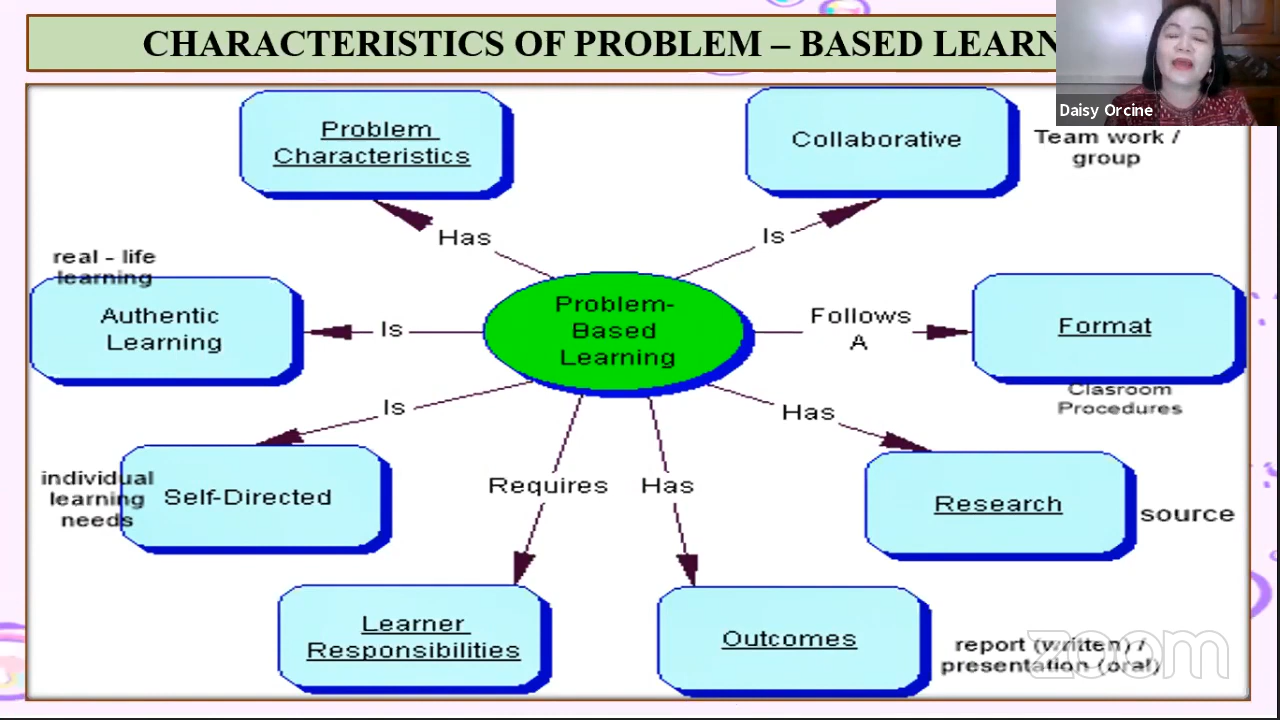 CHARACTERISTICS OF PROBLEM – BASED LEARN
Daisy Orcine
Problem
Characteristics
Collaborative
Team work /
group
Has
Is
real - life
learning
Authentic
Learning
Is
Problem-
Based
Learning
Follows
A
Format
Clasroom
Procedures
Is
Has
individual
learning
needs
Self-Directed
Requires
Has
Research
source
Learner
Responsibilities
Outcomes
report (written) /
presentation (oral)
zoom